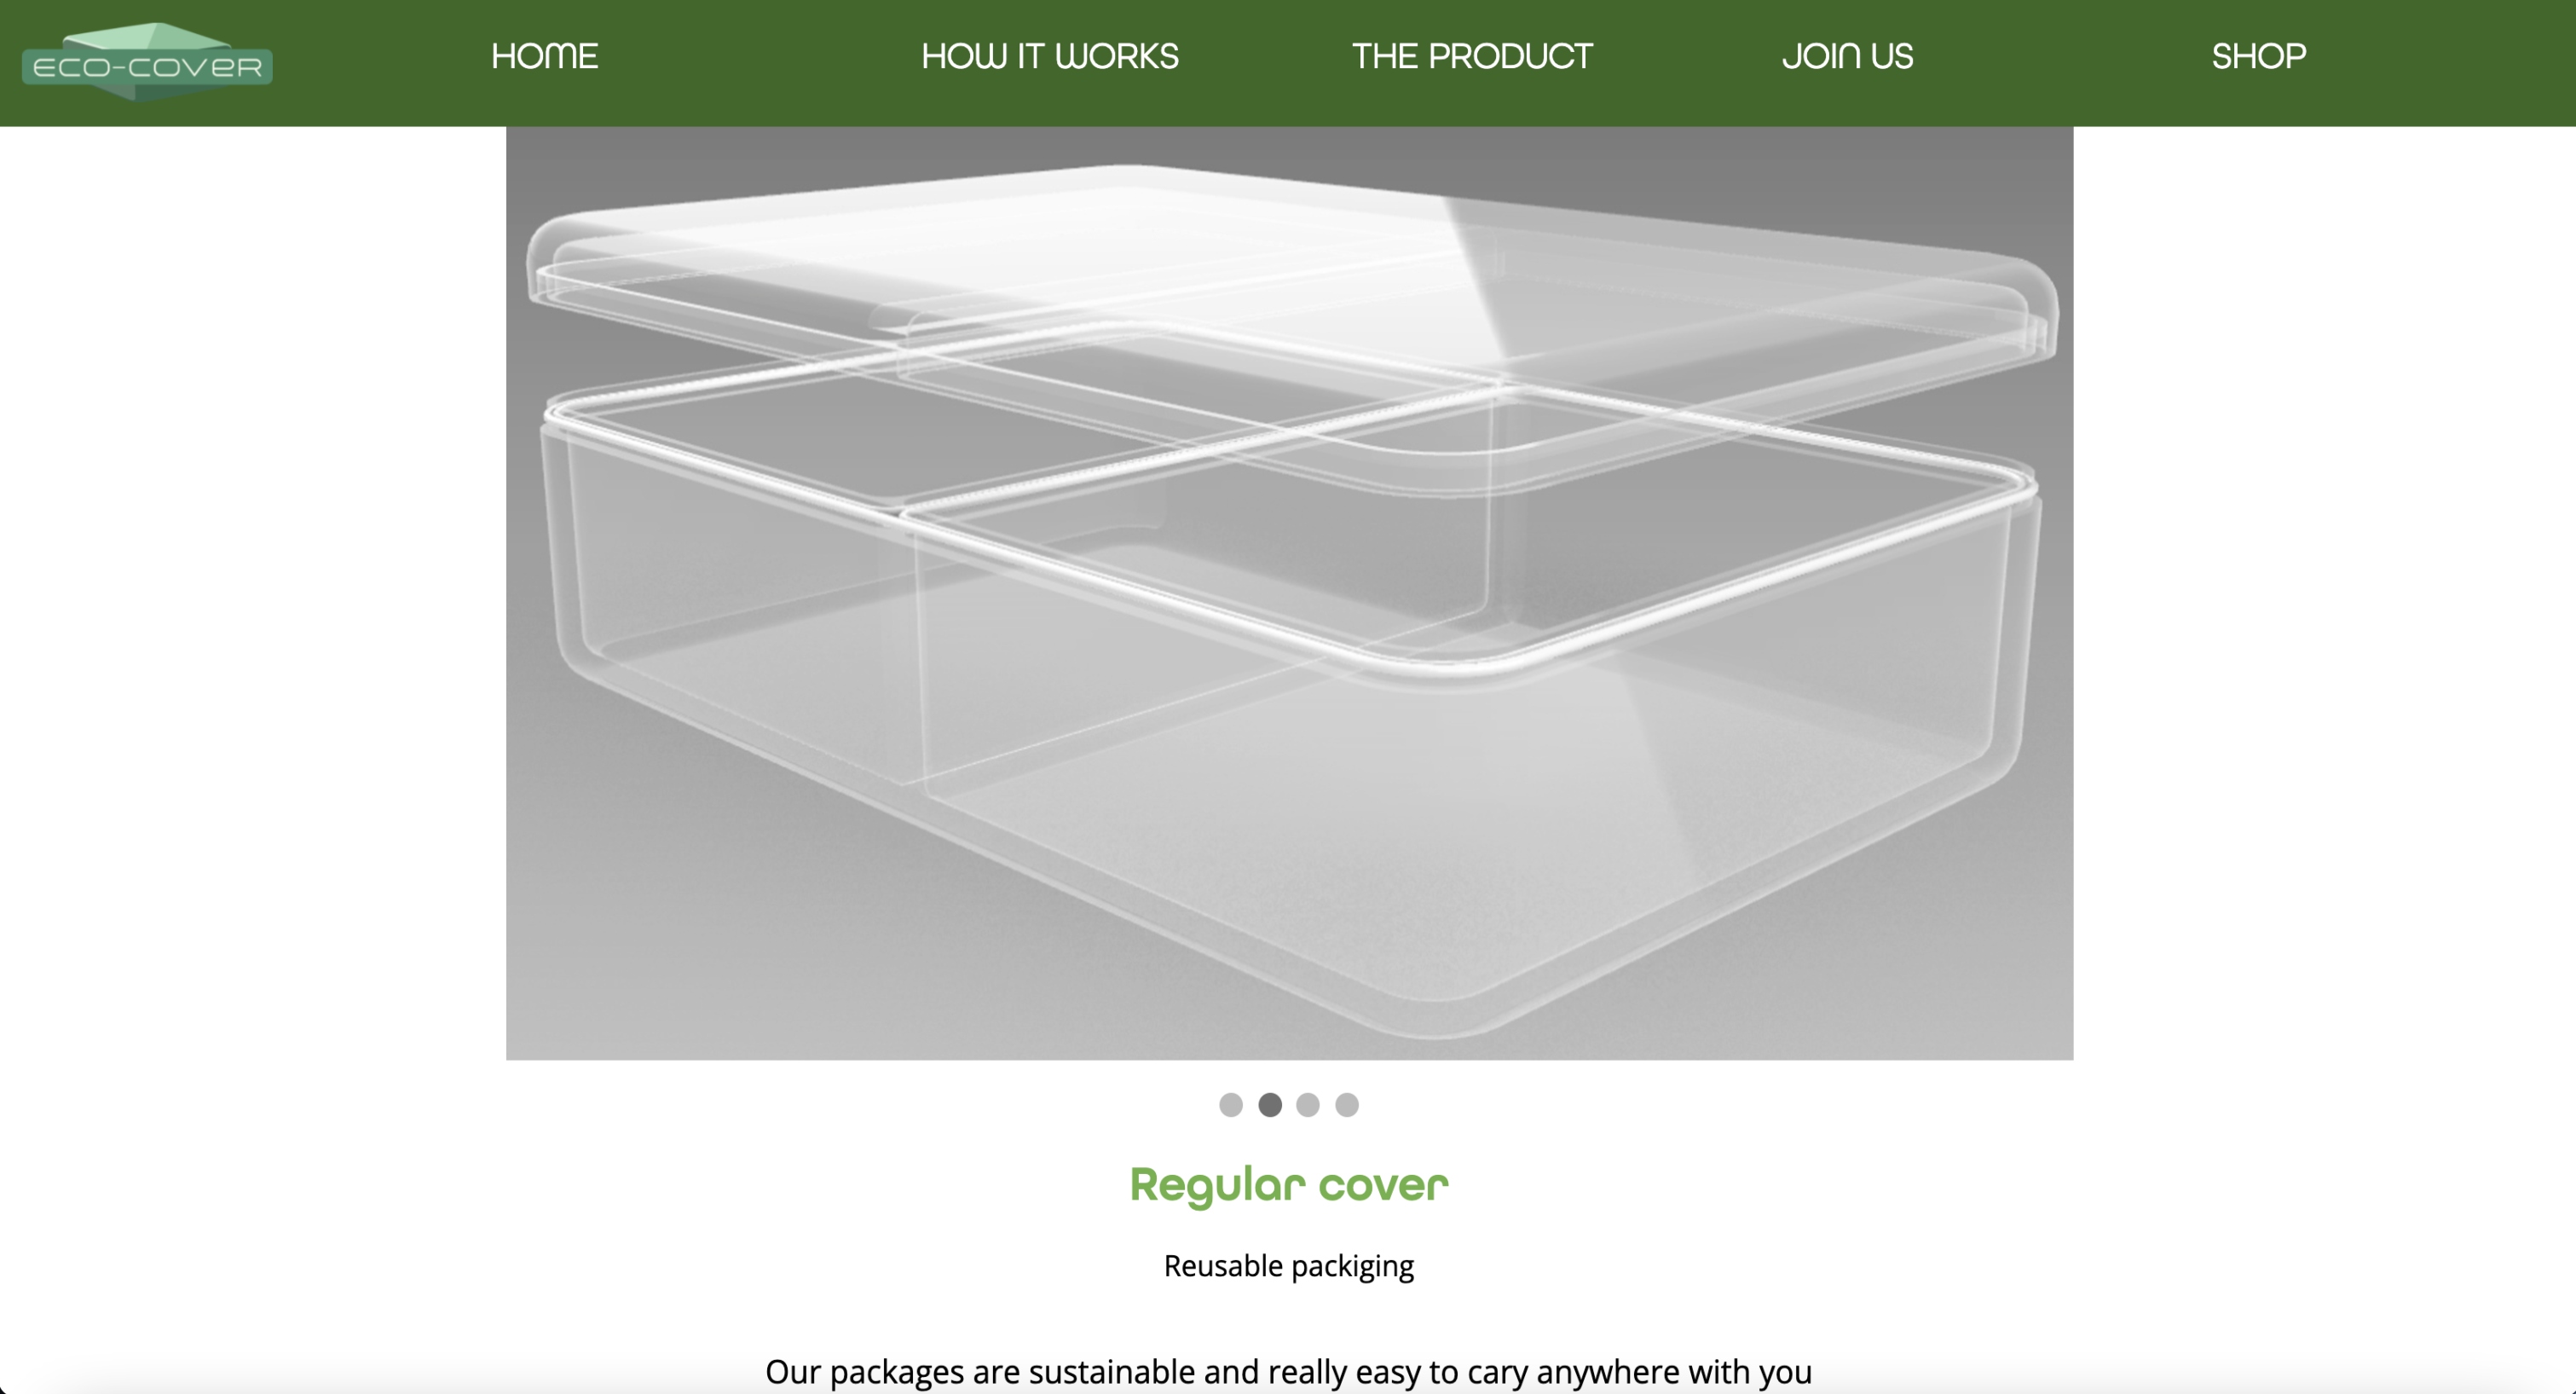 ECO-COVER
HOME HOW IT WORKS THE PRODUCT JOIN US SHOP
Regular cover
Reusable packiging
Our packages are sustainable and really easy to cary anywhere with you